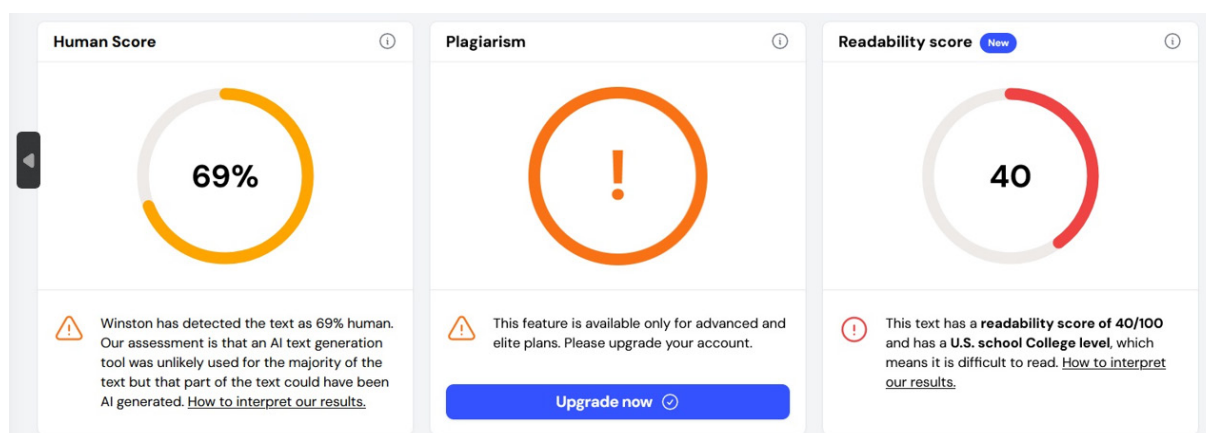 Human Score
69%
Winston has detected the text as 69% human.
Our assessment is that an AI text generation
tool was unlikely used for the majority of the
text but that part of the text could have been
AI generated. How to interpret our results.
Plagiarism
!
This feature is available only for advanced and
elite plans. Please upgrade your account.
Upgrade now
Readability score New
40
This text has a readability score of 40/100
and has a U.S. school College level, which
means it is difficult to read. How to interpret
our results.